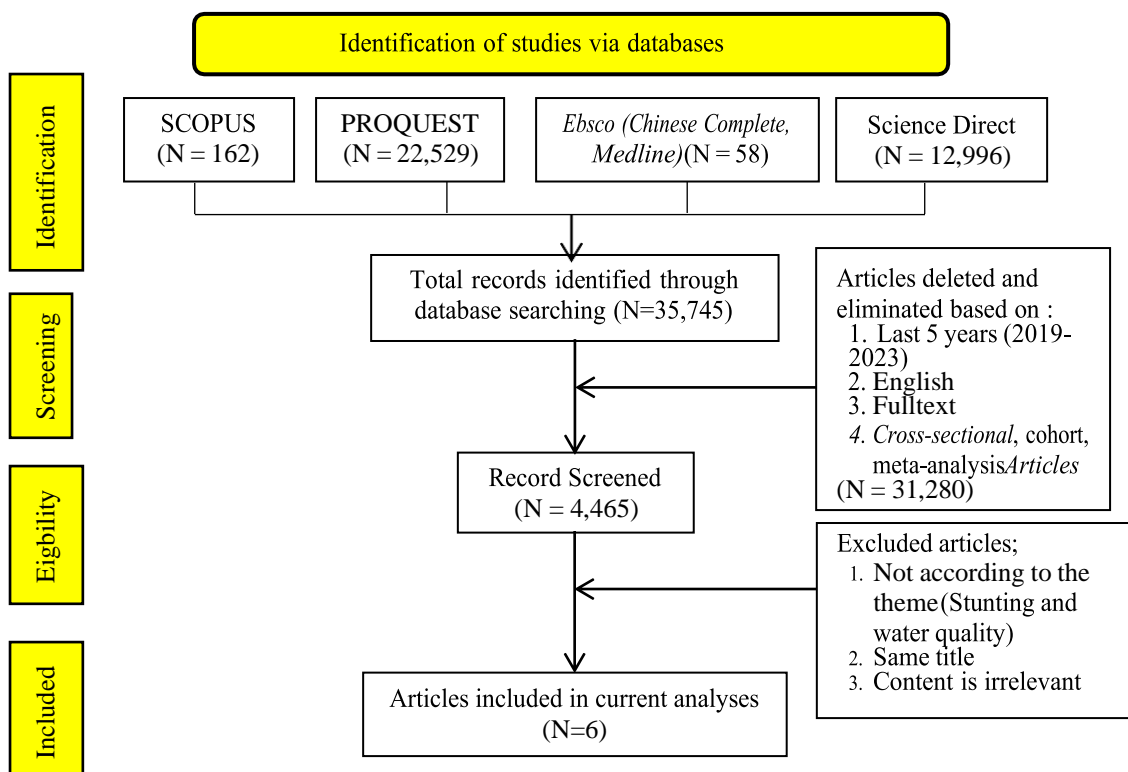 Identification of studies via databases
Identification
SCOPUS
(N = 162)
PROQUEST
(N = 22,529)
Ebsco (Chinese Complete,
Medline)(N = 58)
Science Direct
(N = 12,996)
Total records identified through
database searching (N=35,745)
Screening
Articles deleted and
eliminated based on :
1. Last 5 years (2019-
2023)
2. English
3. Fulltext
4. Cross-sectional, cohort,
meta-analysisArticles
(N = 31,280)
Record Screened
(N = 4,465)
Eigbility
Excluded articles;
1. Not according to the
theme(Stunting and
water quality)
2. Same title
3. Content is irrelevant
Included
Articles included in current analyses
(N=6)